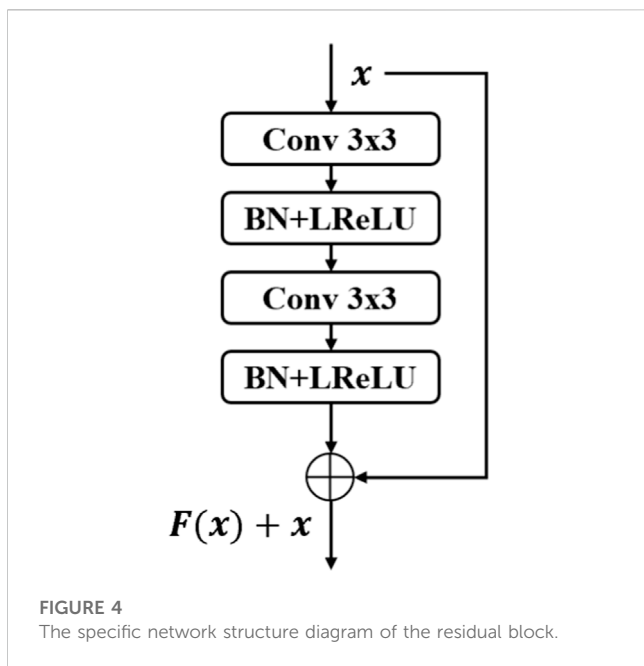 x
Conv 3x3
BN+LReLU
Conv 3x3
BN+LReLU
F(x) + x
FIGURE 4
The specific network structure diagram of the residual block.